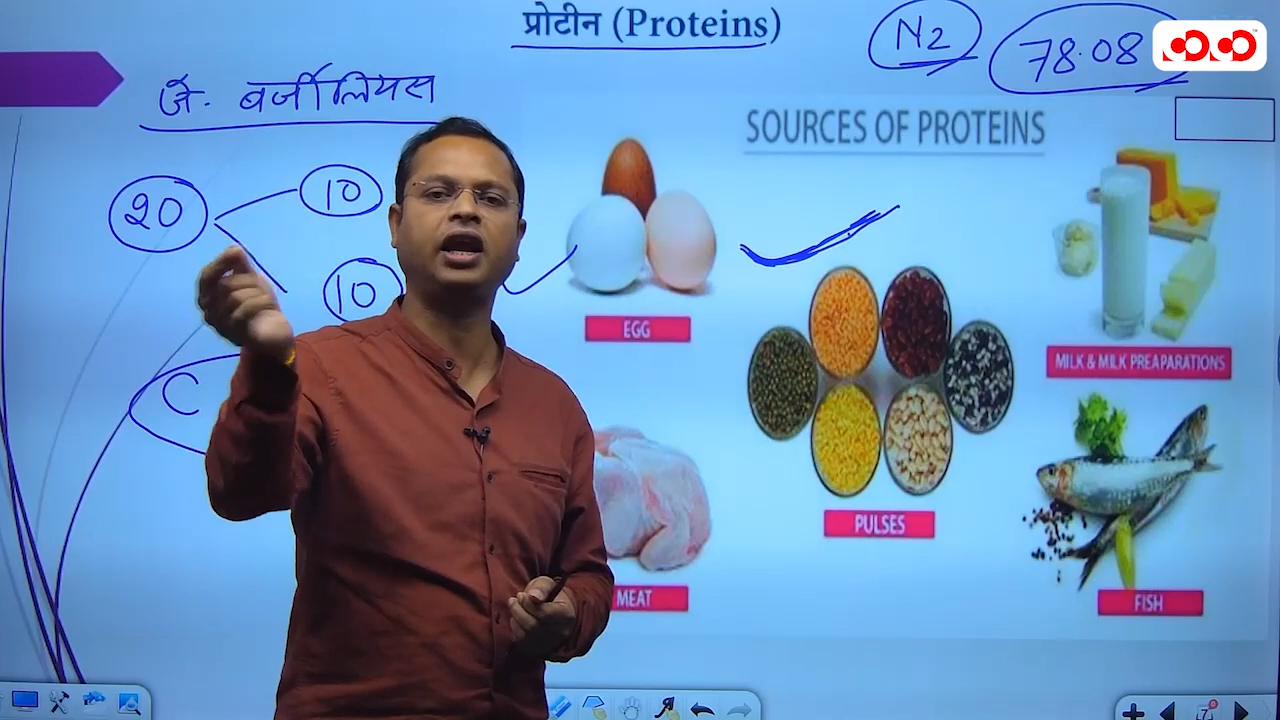 प्रोटीन (Proteins)
N2
78.08
जे. बर्जीलियस
SOURCES OF PROTEINS
20
10
10
C
EGG
MILK & MILK PREAPARATIONS
PULSES
MEAT
FISH
7